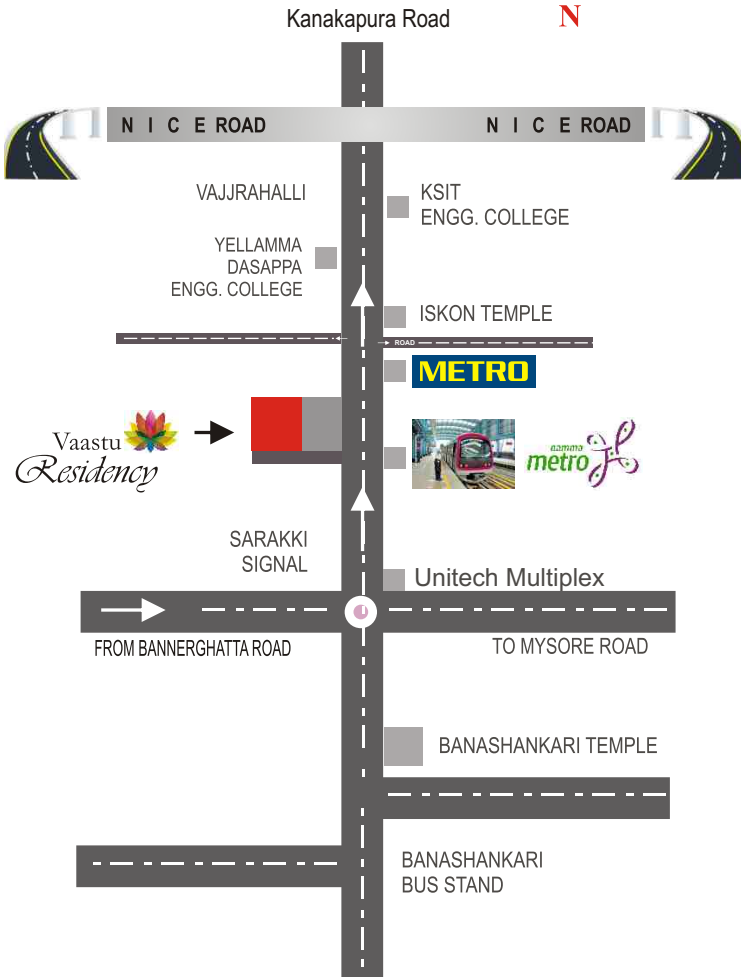 Kanakapura Road
N
N I C E ROAD
N I C E ROAD
VAJJRAHALLI
KSIT
ENGG. COLLEGE
YELLAMMA
DASAPPA
ENGG. COLLEGE
ISKON TEMPLE
ROAD
METRO
Vaastu
Residency
namma
metro
SARAKKI
SIGNAL
Unitech Multiplex
FROM BANNERGHATTA ROAD
TO MYSORE ROAD
BANASHANKARI TEMPLE
BANASHANKARI
BUS STAND